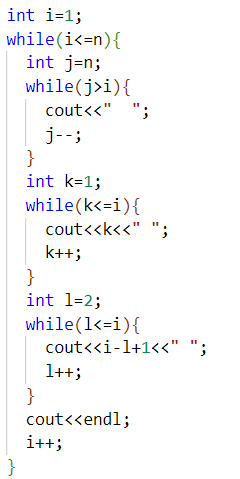 int i=1;
while(i<=n){
  int j=n;
  while(j>i){
    cout<<"  ";
    j--;
  }
  int k=1;
  while(k<=i){
    cout<<k<<" ";
    k++;
  }
  int l=2;
  while(l<=i){
    cout<<i-l+1<<" ";
    l++;
  }
  cout<<endl;
  i++;
}